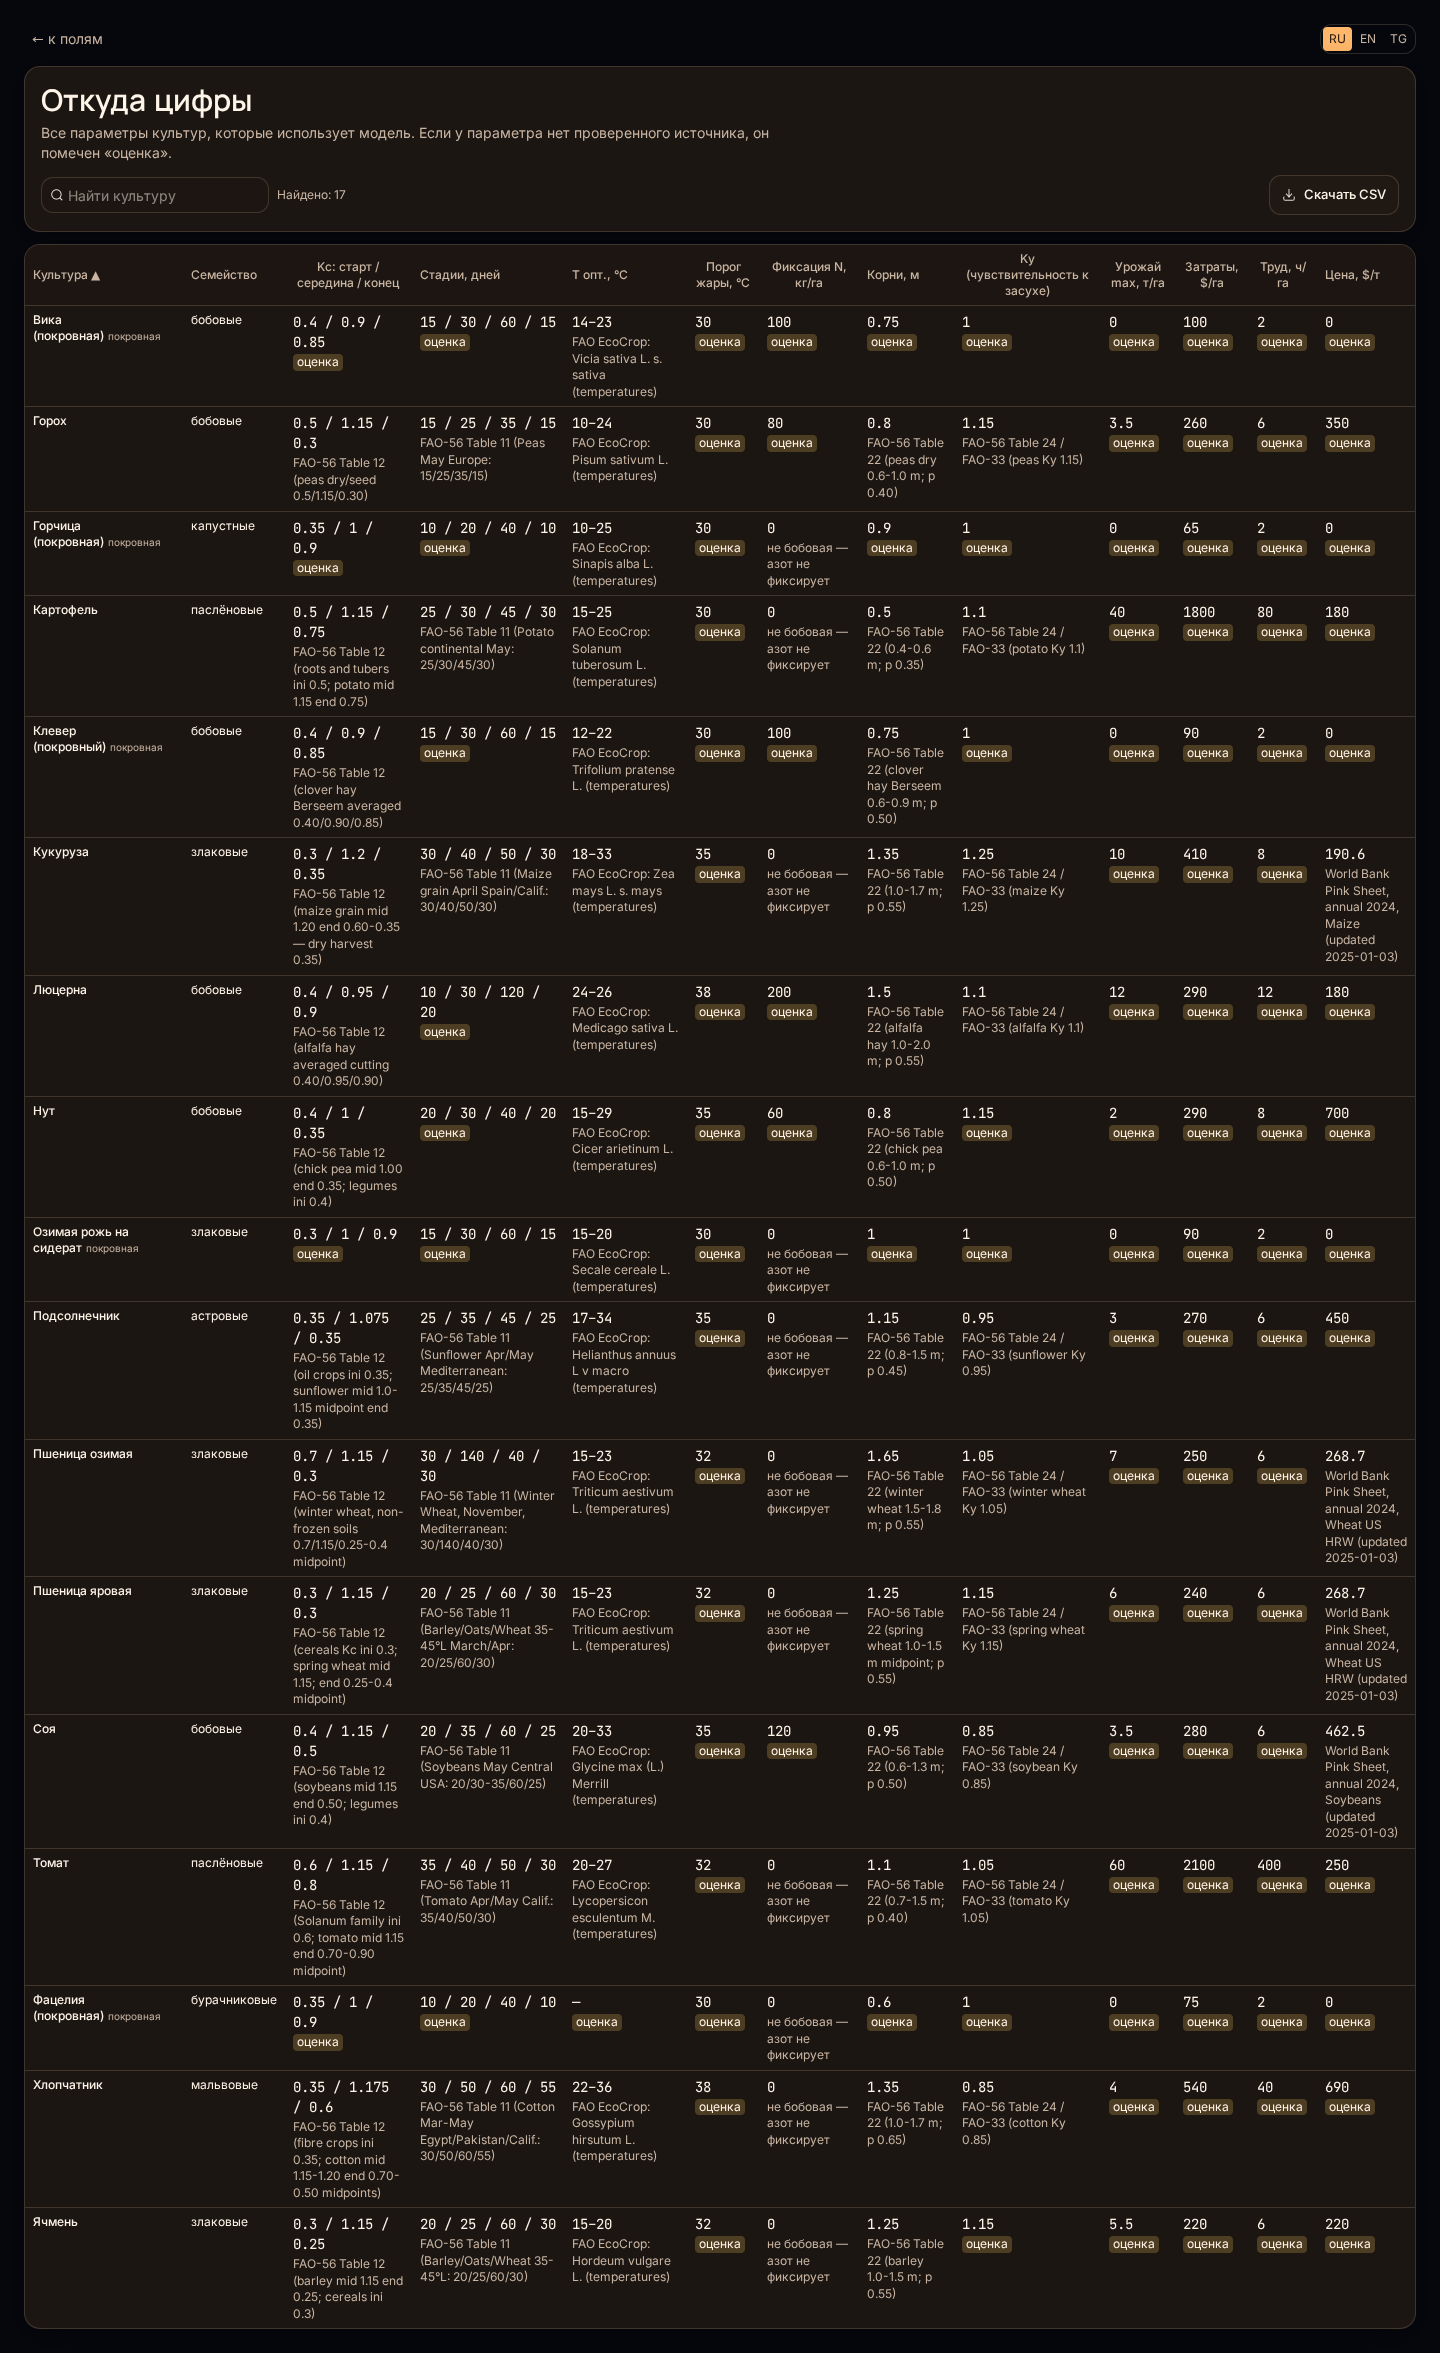 ← к полям
RU EN TG
Откуда цифры
Все параметры культур, которые использует модель. Если у параметра нет проверенного источника, он
помечен «оценка».
Найти культуру
Найдено: 17
Скачать CSV
Культура ▲
Семейство
Kc: старт /
середина / конец
Стадии, дней
T опт., °C
Порог
жары, °C
Фиксация N,
кг/га
Корни, м
Ky
(чувствительность к
засухе)
Урожай
max, т/га
Затраты,
$/га
Труд, ч/
га
Цена, $/т
Вика
(покровная) покровная
бобовые
0.4 / 0.9 /
0.85
оценка
15 / 30 / 60 / 15
оценка
14–23
FAO EcoCrop:
Vicia sativa L. s.
sativa
(temperatures)
30
оценка
100
оценка
0.75
оценка
1
оценка
0
оценка
100
оценка
2
оценка
0
оценка
Горох
бобовые
0.5 / 1.15 /
0.3
FAO-56 Table 12
(peas dry/seed
0.5/1.15/0.30)
15 / 25 / 35 / 15
FAO-56 Table 11 (Peas
May Europe:
15/25/35/15)
10–24
FAO EcoCrop:
Pisum sativum L.
(temperatures)
30
оценка
80
оценка
0.8
FAO-56 Table
22 (peas dry
0.6-1.0 m; p
0.40)
1.15
FAO-56 Table 24 /
FAO-33 (peas Ky 1.15)
3.5
оценка
260
оценка
6
оценка
350
оценка
Горчица
(покровная) покровная
капустные
0.35 / 1 /
0.9
оценка
10 / 20 / 40 / 10
оценка
10–25
FAO EcoCrop:
Sinapis alba L.
(temperatures)
30
оценка
0
не бобовая —
азот не
фиксирует
0.9
оценка
1
оценка
0
оценка
65
оценка
2
оценка
0
оценка
Картофель
паслёновые
0.5 / 1.15 /
0.75
FAO-56 Table 12
(roots and tubers
ini 0.5; potato mid
1.15 end 0.75)
25 / 30 / 45 / 30
FAO-56 Table 11 (Potato
continental May:
25/30/45/30)
15–25
FAO EcoCrop:
Solanum
tuberosum L.
(temperatures)
30
оценка
0
не бобовая —
азот не
фиксирует
0.5
FAO-56 Table
22 (0.4-0.6
m; p 0.35)
1.1
FAO-56 Table 24 /
FAO-33 (potato Ky 1.1)
40
оценка
1800
оценка
80
оценка
180
оценка
Клевер
(покровный) покровная
бобовые
0.4 / 0.9 /
0.85
FAO-56 Table 12
(clover hay
Berseem averaged
0.40/0.90/0.85)
15 / 30 / 60 / 15
оценка
12–22
FAO EcoCrop:
Trifolium pratense
L. (temperatures)
30
оценка
100
оценка
0.75
FAO-56 Table
22 (clover
hay Berseem
0.6-0.9 m; p
0.50)
1
оценка
0
оценка
90
оценка
2
оценка
0
оценка
Кукуруза
злаковые
0.3 / 1.2 /
0.35
FAO-56 Table 12
(maize grain mid
1.20 end 0.60-0.35
— dry harvest
0.35)
30 / 40 / 50 / 30
FAO-56 Table 11 (Maize
grain April Spain/Calif.:
30/40/50/30)
18–33
FAO EcoCrop: Zea
mays L. s. mays
(temperatures)
35
оценка
0
не бобовая —
азот не
фиксирует
1.35
FAO-56 Table
22 (1.0-1.7 m;
p 0.55)
1.25
FAO-56 Table 24 /
FAO-33 (maize Ky
1.25)
10
оценка
410
оценка
8
оценка
190.6
World Bank
Pink Sheet,
annual 2024,
Maize
(updated
2025-01-03)
Люцерна
бобовые
0.4 / 0.95 /
0.9
FAO-56 Table 12
(alfalfa hay
averaged cutting
0.40/0.95/0.90)
10 / 30 / 120 /
20
оценка
24–26
FAO EcoCrop:
Medicago sativa L.
(temperatures)
38
оценка
200
оценка
1.5
FAO-56 Table
22 (alfalfa
hay 1.0-2.0
m; p 0.55)
1.1
FAO-56 Table 24 /
FAO-33 (alfalfa Ky 1.1)
12
оценка
290
оценка
12
оценка
180
оценка
Нут
бобовые
0.4 / 1 /
0.35
FAO-56 Table 12
(chick pea mid 1.00
end 0.35; legumes
ini 0.4)
20 / 30 / 40 / 20
оценка
15–29
FAO EcoCrop:
Cicer arietinum L.
(temperatures)
35
оценка
60
оценка
0.8
FAO-56 Table
22 (chick pea
0.6-1.0 m; p
0.50)
1.15
оценка
2
оценка
290
оценка
8
оценка
700
оценка
Озимая рожь на
сидерат покровная
злаковые
0.3 / 1 / 0.9
оценка
15 / 30 / 60 / 15
оценка
15–20
FAO EcoCrop:
Secale cereale L.
(temperatures)
30
оценка
0
не бобовая —
азот не
фиксирует
1
оценка
1
оценка
0
оценка
90
оценка
2
оценка
0
оценка
Подсолнечник
астровые
0.35 / 1.075
/ 0.35
FAO-56 Table 12
(oil crops ini 0.35;
sunflower mid 1.0-
1.15 midpoint end
0.35)
25 / 35 / 45 / 25
FAO-56 Table 11
(Sunflower Apr/May
Mediterranean:
25/35/45/25)
17–34
FAO EcoCrop:
Helianthus annuus
L v macro
(temperatures)
35
оценка
0
не бобовая —
азот не
фиксирует
1.15
FAO-56 Table
22 (0.8-1.5 m;
p 0.45)
0.95
FAO-56 Table 24 /
FAO-33 (sunflower Ky
0.95)
3
оценка
270
оценка
6
оценка
450
оценка
Пшеница озимая
злаковые
0.7 / 1.15 /
0.3
FAO-56 Table 12
(winter wheat, non-
frozen soils
0.7/1.15/0.25-0.4
midpoint)
30 / 140 / 40 /
30
FAO-56 Table 11 (Winter
Wheat, November,
Mediterranean:
30/140/40/30)
15–23
FAO EcoCrop:
Triticum aestivum
L. (temperatures)
32
оценка
0
не бобовая —
азот не
фиксирует
1.65
FAO-56 Table
22 (winter
wheat 1.5-1.8
m; p 0.55)
1.05
FAO-56 Table 24 /
FAO-33 (winter wheat
Ky 1.05)
7
оценка
250
оценка
6
оценка
268.7
World Bank
Pink Sheet,
annual 2024,
Wheat US
HRW (updated
2025-01-03)
Пшеница яровая
злаковые
0.3 / 1.15 /
0.3
FAO-56 Table 12
(cereals Kc ini 0.3;
spring wheat mid
1.15; end 0.25-0.4
midpoint)
20 / 25 / 60 / 30
FAO-56 Table 11
(Barley/Oats/Wheat 35-
45°L March/Apr:
20/25/60/30)
15–23
FAO EcoCrop:
Triticum aestivum
L. (temperatures)
32
оценка
0
не бобовая —
азот не
фиксирует
1.25
FAO-56 Table
22 (spring
wheat 1.0-1.5
m midpoint; p
0.55)
1.15
FAO-56 Table 24 /
FAO-33 (spring wheat
Ky 1.15)
6
оценка
240
оценка
6
оценка
268.7
World Bank
Pink Sheet,
annual 2024,
Wheat US
HRW (updated
2025-01-03)
Соя
бобовые
0.4 / 1.15 /
0.5
FAO-56 Table 12
(soybeans mid 1.15
end 0.50; legumes
ini 0.4)
20 / 35 / 60 / 25
FAO-56 Table 11
(Soybeans May Central
USA: 20/30-35/60/25)
20–33
FAO EcoCrop:
Glycine max (L.)
Merrill
(temperatures)
35
оценка
120
оценка
0.95
FAO-56 Table
22 (0.6-1.3 m;
p 0.50)
0.85
FAO-56 Table 24 /
FAO-33 (soybean Ky
0.85)
3.5
оценка
280
оценка
6
оценка
462.5
World Bank
Pink Sheet,
annual 2024,
Soybeans
(updated
2025-01-03)
Томат
паслёновые
0.6 / 1.15 /
0.8
FAO-56 Table 12
(Solanum family ini
0.6; tomato mid 1.15
end 0.70-0.90
midpoint)
35 / 40 / 50 / 30
FAO-56 Table 11
(Tomato Apr/May Calif.:
35/40/50/30)
20–27
FAO EcoCrop:
Lycopersicon
esculentum M.
(temperatures)
32
оценка
0
не бобовая —
азот не
фиксирует
1.1
FAO-56 Table
22 (0.7-1.5 m;
p 0.40)
1.05
FAO-56 Table 24 /
FAO-33 (tomato Ky
1.05)
60
оценка
2100
оценка
400
оценка
250
оценка
Фацелия
(покровная) покровная
бурачниковые
0.35 / 1 /
0.9
оценка
10 / 20 / 40 / 10
оценка
—
оценка
30
оценка
0
не бобовая —
азот не
фиксирует
0.6
оценка
1
оценка
0
оценка
75
оценка
2
оценка
0
оценка
Хлопчатник
мальвовые
0.35 / 1.175
/ 0.6
FAO-56 Table 12
(fibre crops ini
0.35; cotton mid
1.15-1.20 end 0.70-
0.50 midpoints)
30 / 50 / 60 / 55
FAO-56 Table 11 (Cotton
Mar-May
Egypt/Pakistan/Calif.:
30/50/60/55)
22–36
FAO EcoCrop:
Gossypium
hirsutum L.
(temperatures)
38
оценка
0
не бобовая —
азот не
фиксирует
1.35
FAO-56 Table
22 (1.0-1.7 m;
p 0.65)
0.85
FAO-56 Table 24 /
FAO-33 (cotton Ky
0.85)
4
оценка
540
оценка
40
оценка
690
оценка
Ячмень
злаковые
0.3 / 1.15 /
0.25
FAO-56 Table 12
(barley mid 1.15 end
0.25; cereals ini
0.3)
20 / 25 / 60 / 30
FAO-56 Table 11
(Barley/Oats/Wheat 35-
45°L: 20/25/60/30)
15–20
FAO EcoCrop:
Hordeum vulgare
L. (temperatures)
32
оценка
0
не бобовая —
азот не
фиксирует
1.25
FAO-56 Table
22 (barley
1.0-1.5 m; p
0.55)
1.15
оценка
5.5
оценка
220
оценка
6
оценка
220
оценка